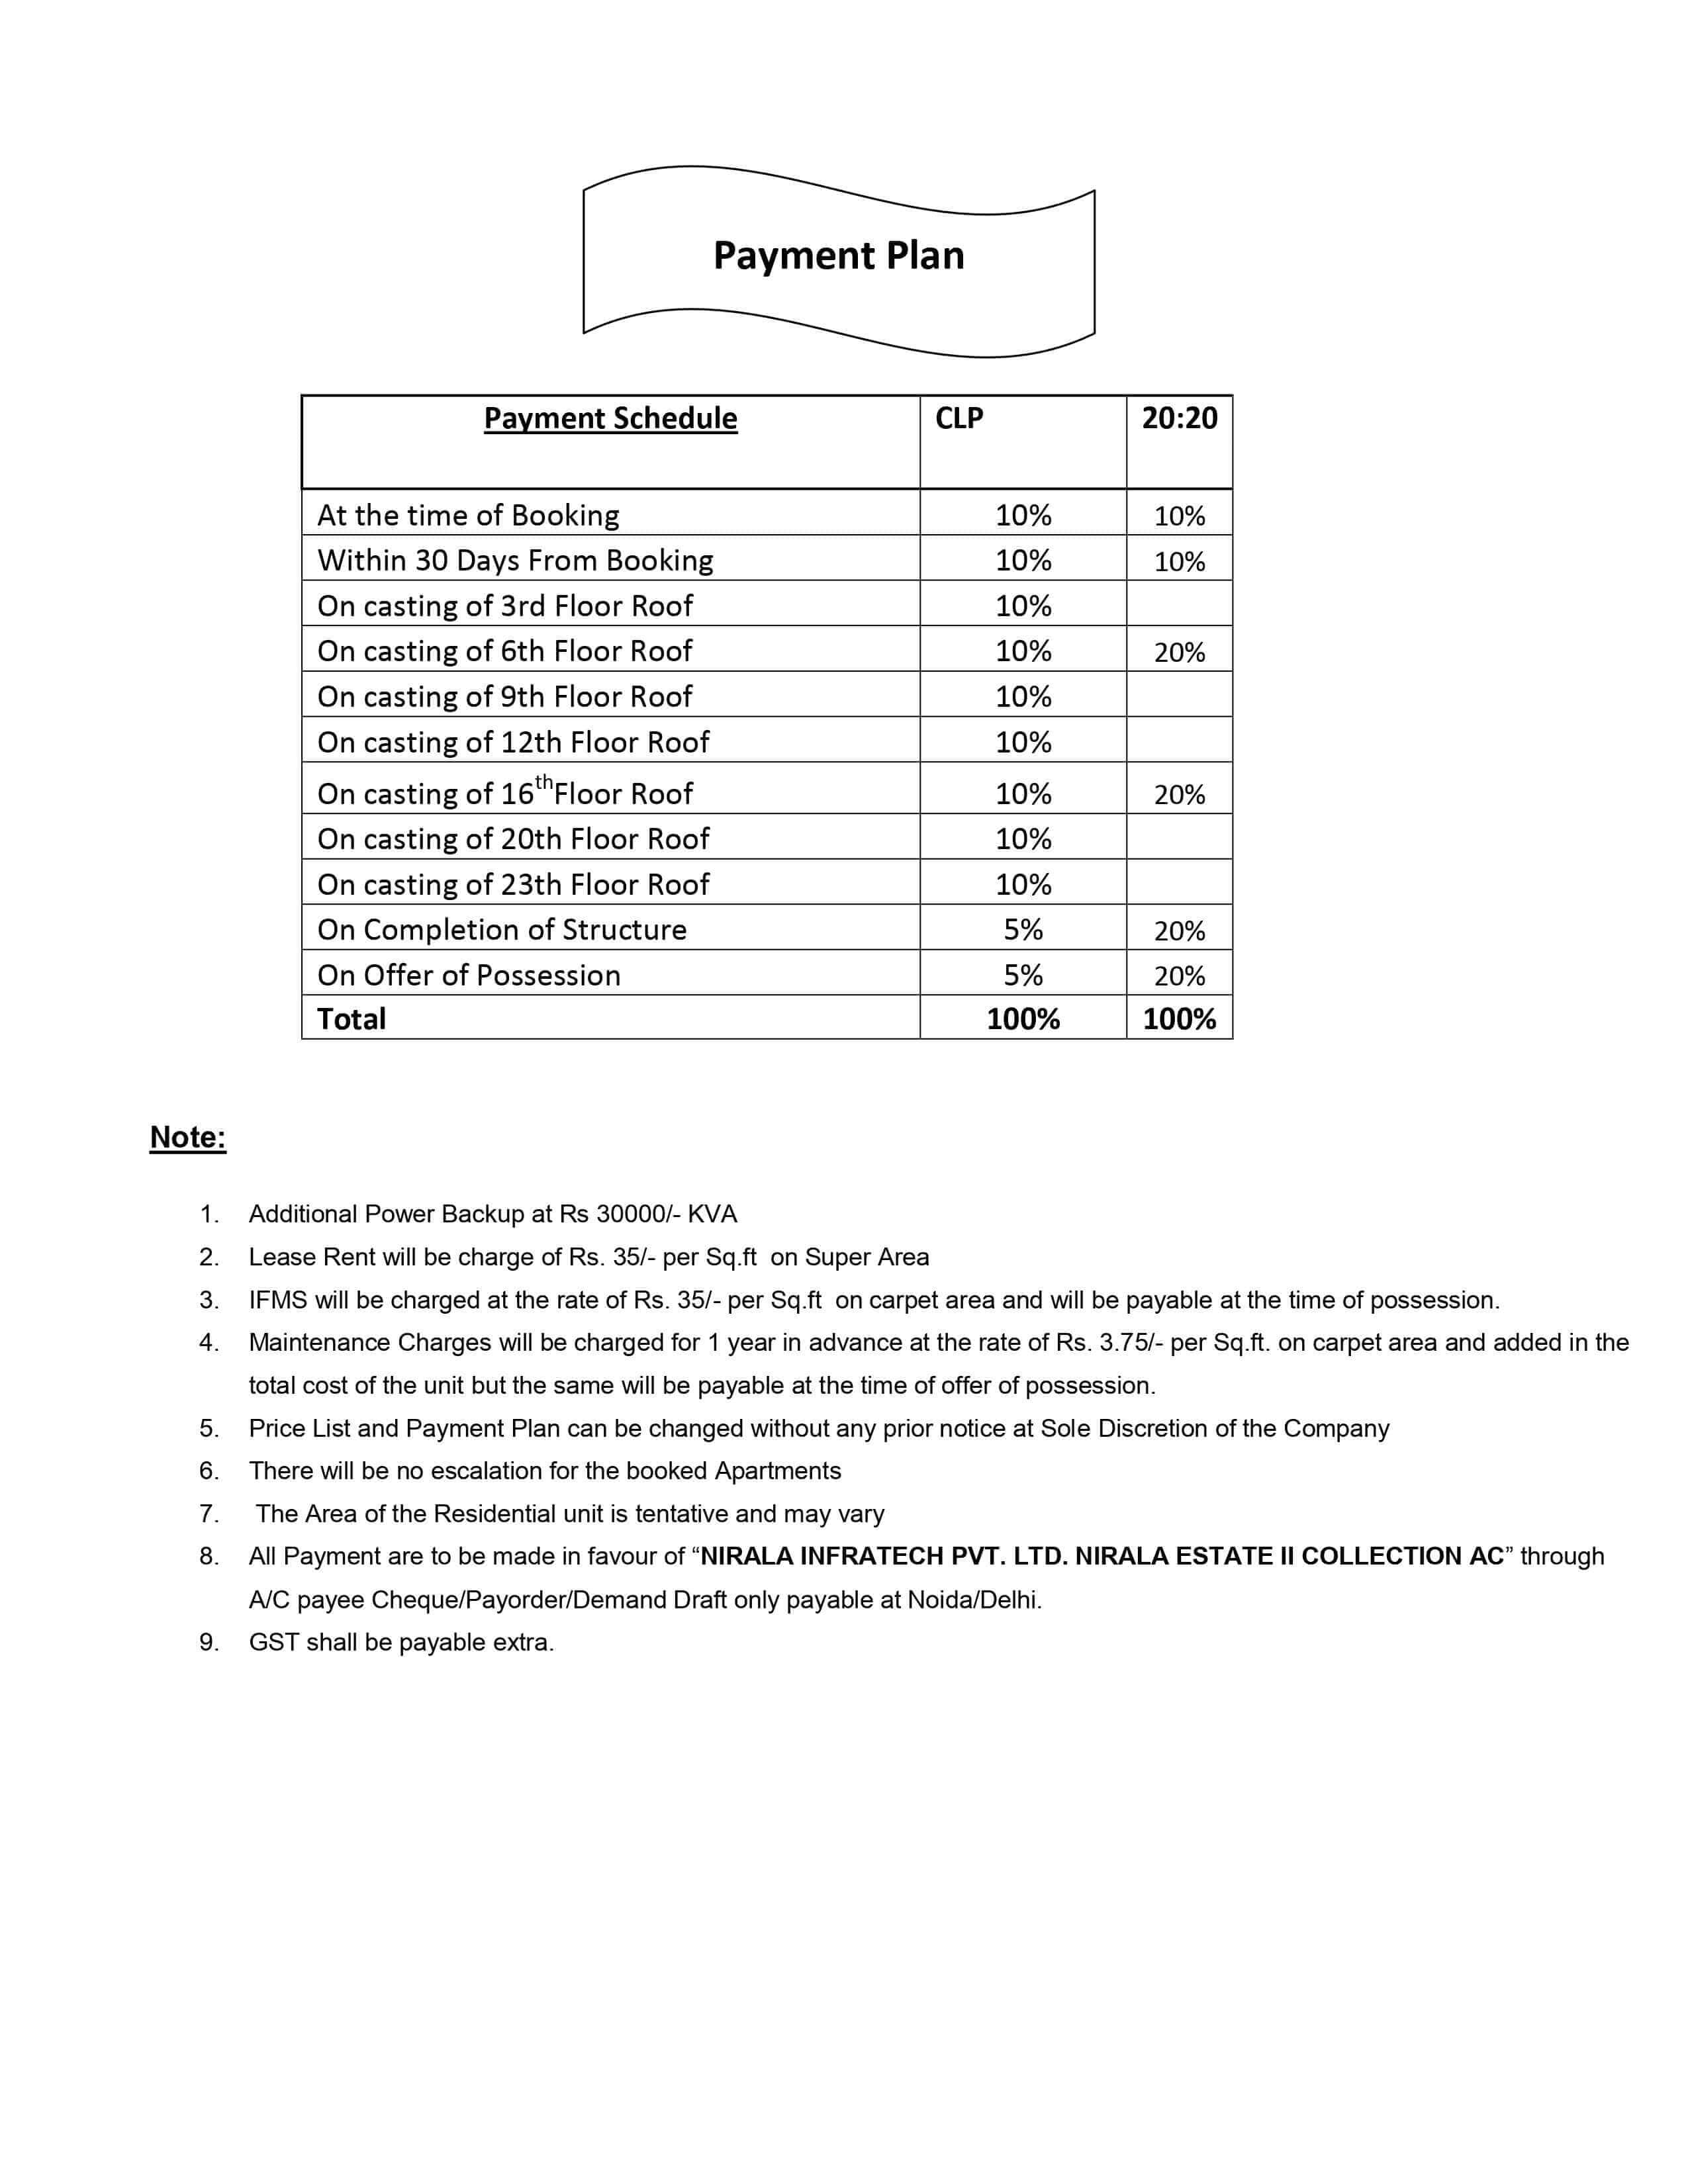 Payment Plan
Payment Schedule CLP 20:20
At the time of Booking 10% 10%
Within 30 Days From Booking 10% 10%
On casting of 3rd Floor Roof 10%
On casting of 6th Floor Roof 10% 20%
On casting of 9th Floor Roof 10%
On casting of 12th Floor Roof 10%
On casting of 16thFloor Roof 10% 20%
On casting of 20th Floor Roof 10%
On casting of 23th Floor Roof 10%
On Completion of Structure 5% 20%
On Offer of Possession 5% 20%
Total 100% 100%
Note:
1. Additional Power Backup at Rs 30000/- KVA
2. Lease Rent will be charge of Rs. 35/- per Sq.ft on Super Area
3. IFMS will be charged at the rate of Rs. 35/- per Sq.ft on carpet area and will be payable at the time of possession.
4. Maintenance Charges will be charged for 1 year in advance at the rate of Rs. 3.75/- per Sq.ft. on carpet area and added in the
total cost of the unit but the same will be payable at the time of offer of possession.
5. Price List and Payment Plan can be changed without any prior notice at Sole Discretion of the Company
6. There will be no escalation for the booked Apartments
7. The Area of the Residential unit is tentative and may vary
8. All Payment are to be made in favour of “NIRALA INFRATECH PVT. LTD. NIRALA ESTATE II COLLECTION AC” through
A/C payee Cheque/Payorder/Demand Draft only payable at Noida/Delhi.
9. GST shall be payable extra.